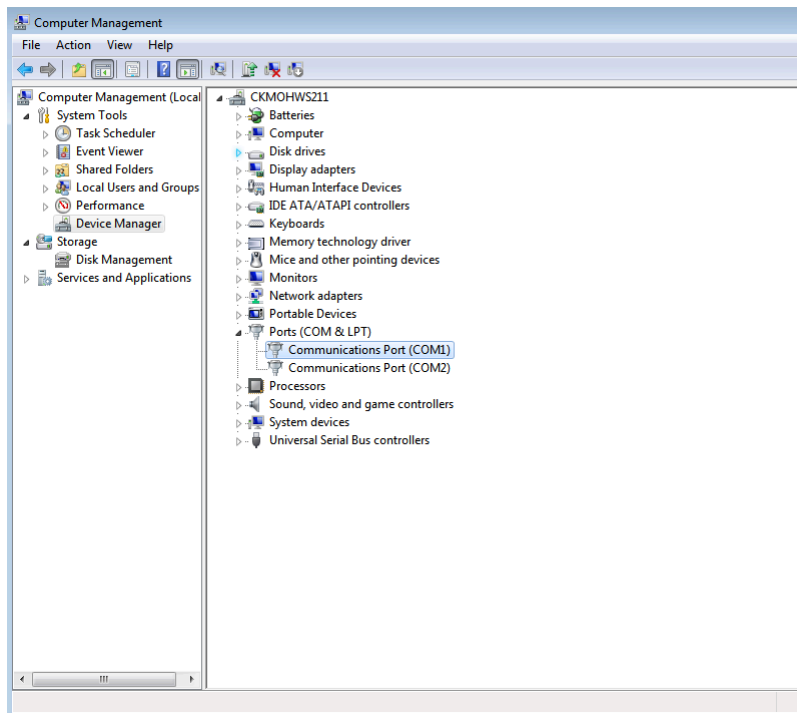 Computer Management
File Action View Help
Computer Management (Local
System Tools
Task Scheduler
Event Viewer
Shared Folders
Local Users and Groups
Performance
Device Manager
Storage
Disk Management
Services and Applications
CKMOHWS211
Batteries
Computer
Disk drives
Display adapters
Human Interface Devices
IDE ATA/ATAPI controllers
Keyboards
Memory technology driver
Mice and other pointing devices
Monitors
Network adapters
Portable Devices
Ports (COM & LPT)
Communications Port (COM1)
Communications Port (COM2)
Processors
Sound, video and game controllers
System devices
Universal Serial Bus controllers